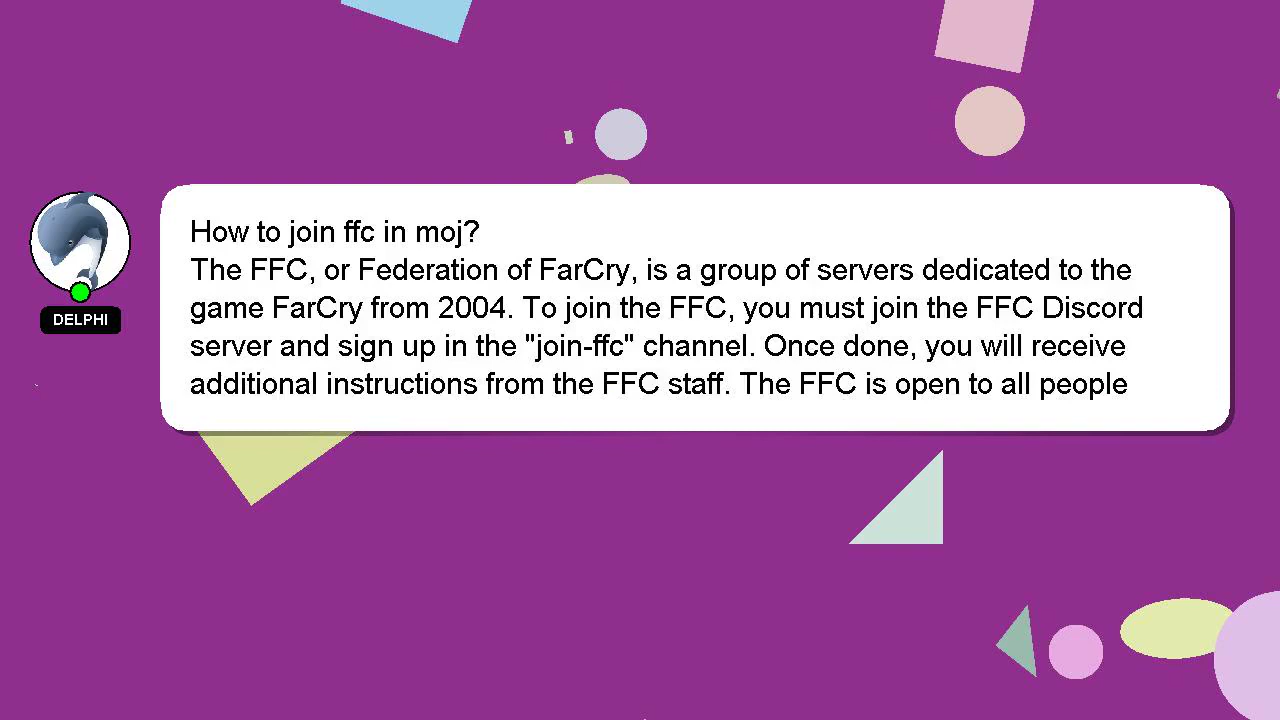 How to join ffc in moj?
The FFC, or Federation of FarCry, is a group of servers dedicated to the
game FarCry from 2004. To join the FFC, you must join the FFC Discord
server and sign up in the "join-ffc" channel. Once done, you will receive
additional instructions from the FFC staff. The FFC is open to all people
DELPHI